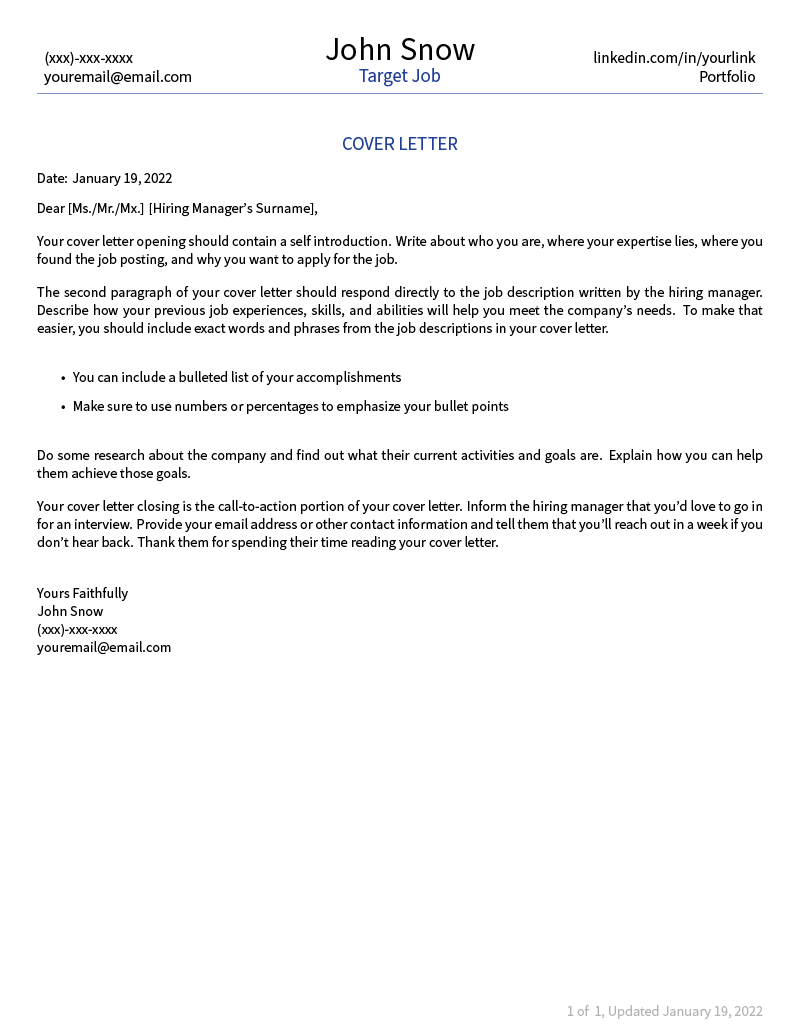 (xxx)-xxx-xxxx
youremail@email.com
John Snow
Target Job
linkedin.com/in/yourlink
Portfolio
COVER LETTER
Date: January 19, 2022
Dear [Ms./Mr./Mx.] [Hiring Manager’s Surname],
Your cover letter opening should contain a self introduction. Write about who you are, where your expertise lies, where you
found the job posting, and why you want to apply for the job.
The second paragraph of your cover letter should respond directly to the job description written by the hiring manager.
Describe how your previous job experiences, skills, and abilities will help you meet the company’s needs. To make that
easier, you should include exact words and phrases from the job descriptions in your cover letter.
• You can include a bulleted list of your accomplishments
• Make sure to use numbers or percentages to emphasize your bullet points
Do some research about the company and find out what their current activities and goals are. Explain how you can help
them achieve those goals.
Your cover letter closing is the call-to-action portion of your cover letter. Inform the hiring manager that you’d love to go in
for an interview. Provide your email address or other contact information and tell them that you’ll reach out in a week if you
don’t hear back. Thank them for spending their time reading your cover letter.
Yours Faithfully
John Snow
(xxx)-xxx-xxxx
youremail@email.com
1 of 1, Updated January 19, 2022